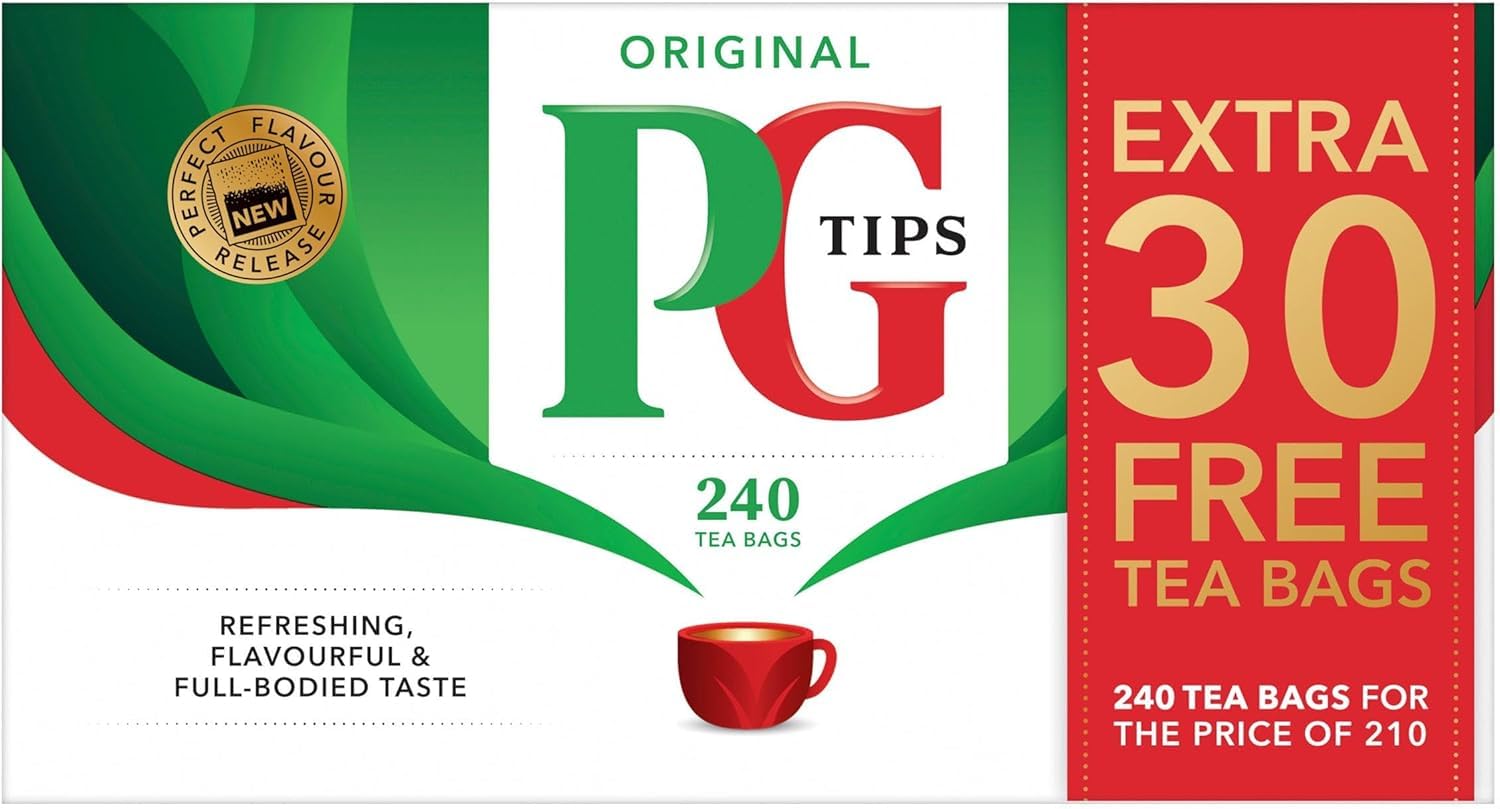 ORIGINAL
PG
TIPS
240
TEA BAGS
PERFECT FLAVOUR
NEW
RELEASE
REFRESHING,
FLAVOURFUL &
FULL-BODIED TASTE
EXTRA
30
FREE
TEA BAGS
240 TEA BAGS FOR
THE PRICE OF 210